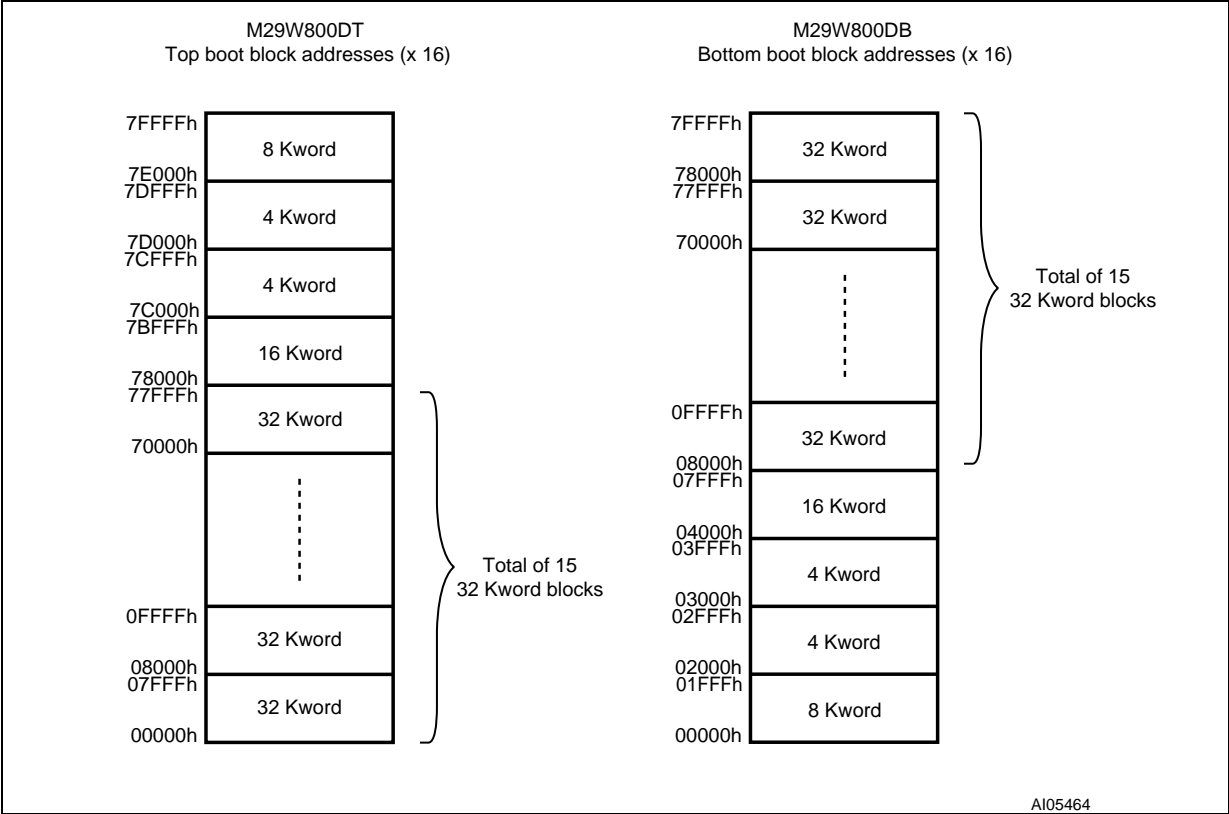 M29W800DT
Top boot block addresses (x 16)
7FFFFh
8 Kword
7E000h
7DFFFh
4 Kword
7D000h
7CFFFh
4 Kword
7C000h
7BFFFh
16 Kword
78000h
77FFFh
32 Kword
70000h
Total of 15
32 Kword blocks
0FFFFh
32 Kword
08000h
07FFFh
32 Kword
00000h
M29W800DB
Bottom boot block addresses (x 16)
7FFFFh
32 Kword
78000h
77FFFh
32 Kword
70000h
Total of 15
32 Kword blocks
0FFFFh
32 Kword
08000h
07FFFh
16 Kword
04000h
03FFFh
4 Kword
03000h
02FFFh
4 Kword
02000h
01FFFh
8 Kword
00000h
AI05464